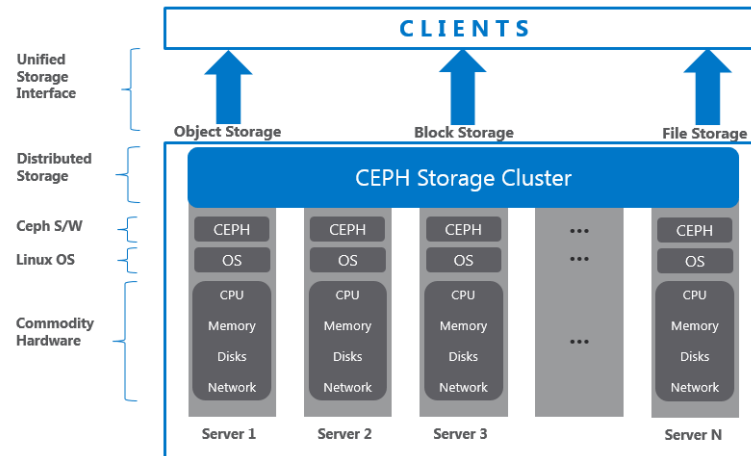 CLIENTS
Unified
Storage
Interface
Object Storage
Block Storage
File Storage
Distributed
Storage
CEPH Storage Cluster
Ceph S/W
CEPH
CEPH
CEPH
...
CEPH
Linux OS
OS
OS
OS
...
OS
Commodity
Hardware
CPU
Memory
Disks
Network
CPU
Memory
Disks
Network
CPU
Memory
Disks
Network
...
CPU
Memory
Disks
Network
Server 1
Server 2
Server 3
Server N